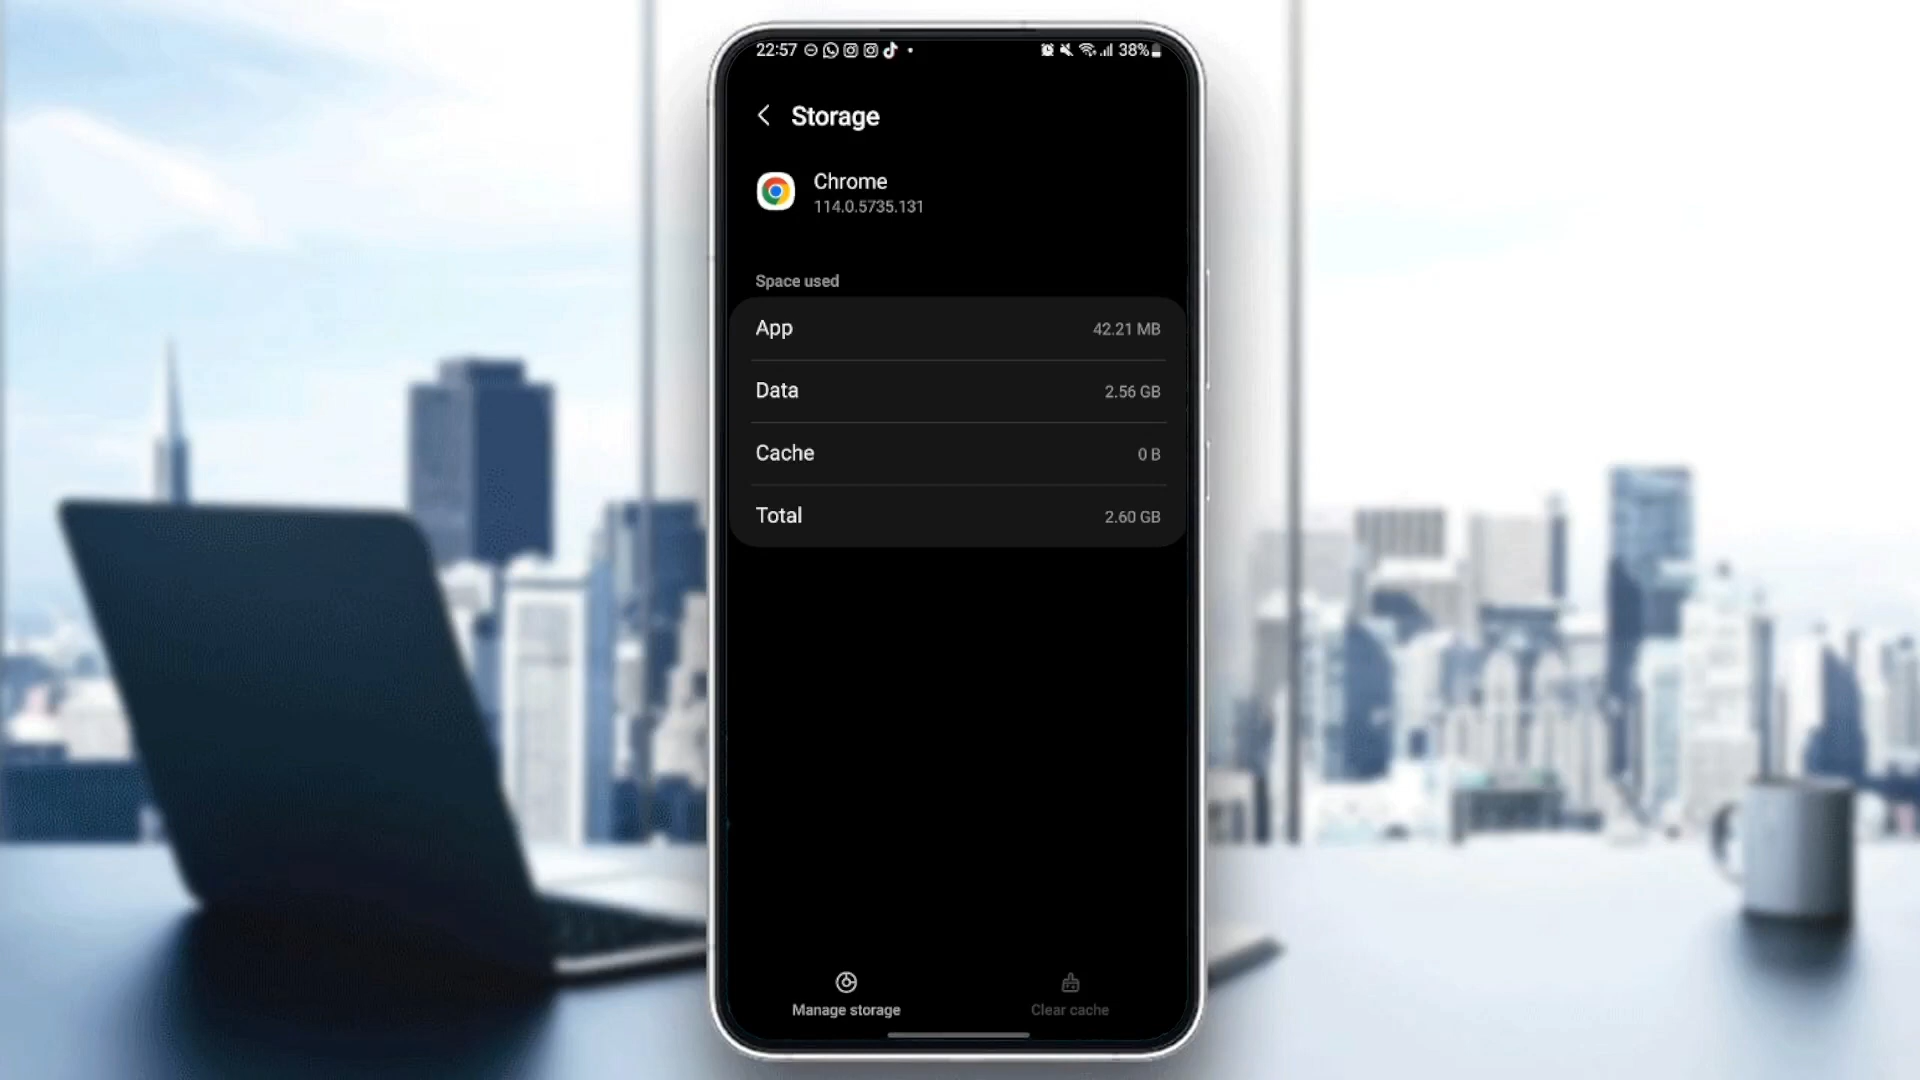 22:57 38%
Storage
Chrome
114.0.5735.131
Space used
App 42.21 MB
Data 2.56 GB
Cache 0 B
Total 2.60 GB
Manage storage Clear cache